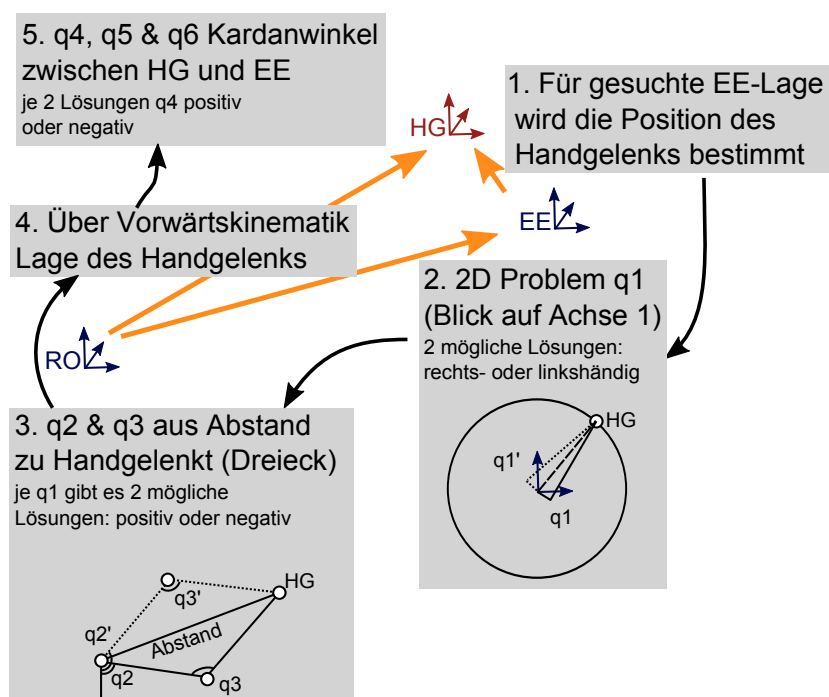 5. q4, q5 & q6 Kardanwinkel
zwischen HG und EE
je 2 Lösungen q4 positiv
oder negativ
HG
1. Für gesuchte EE-Lage
wird die Position des
Handgelenks bestimmt
EE
4. Über Vorwärtskinematik
Lage des Handgelenks
RO
2. 2D Problem q1
(Blick auf Achse 1)
2 mögliche Lösungen:
rechts- oder linkshändig
HG
q1'
q1
3. q2 & q3 aus Abstand
zu Handgelenkt (Dreieck)
je q1 gibt es 2 mögliche
Lösungen: positiv oder negativ
HG
q3'
q2'
Abstand
q2
q3